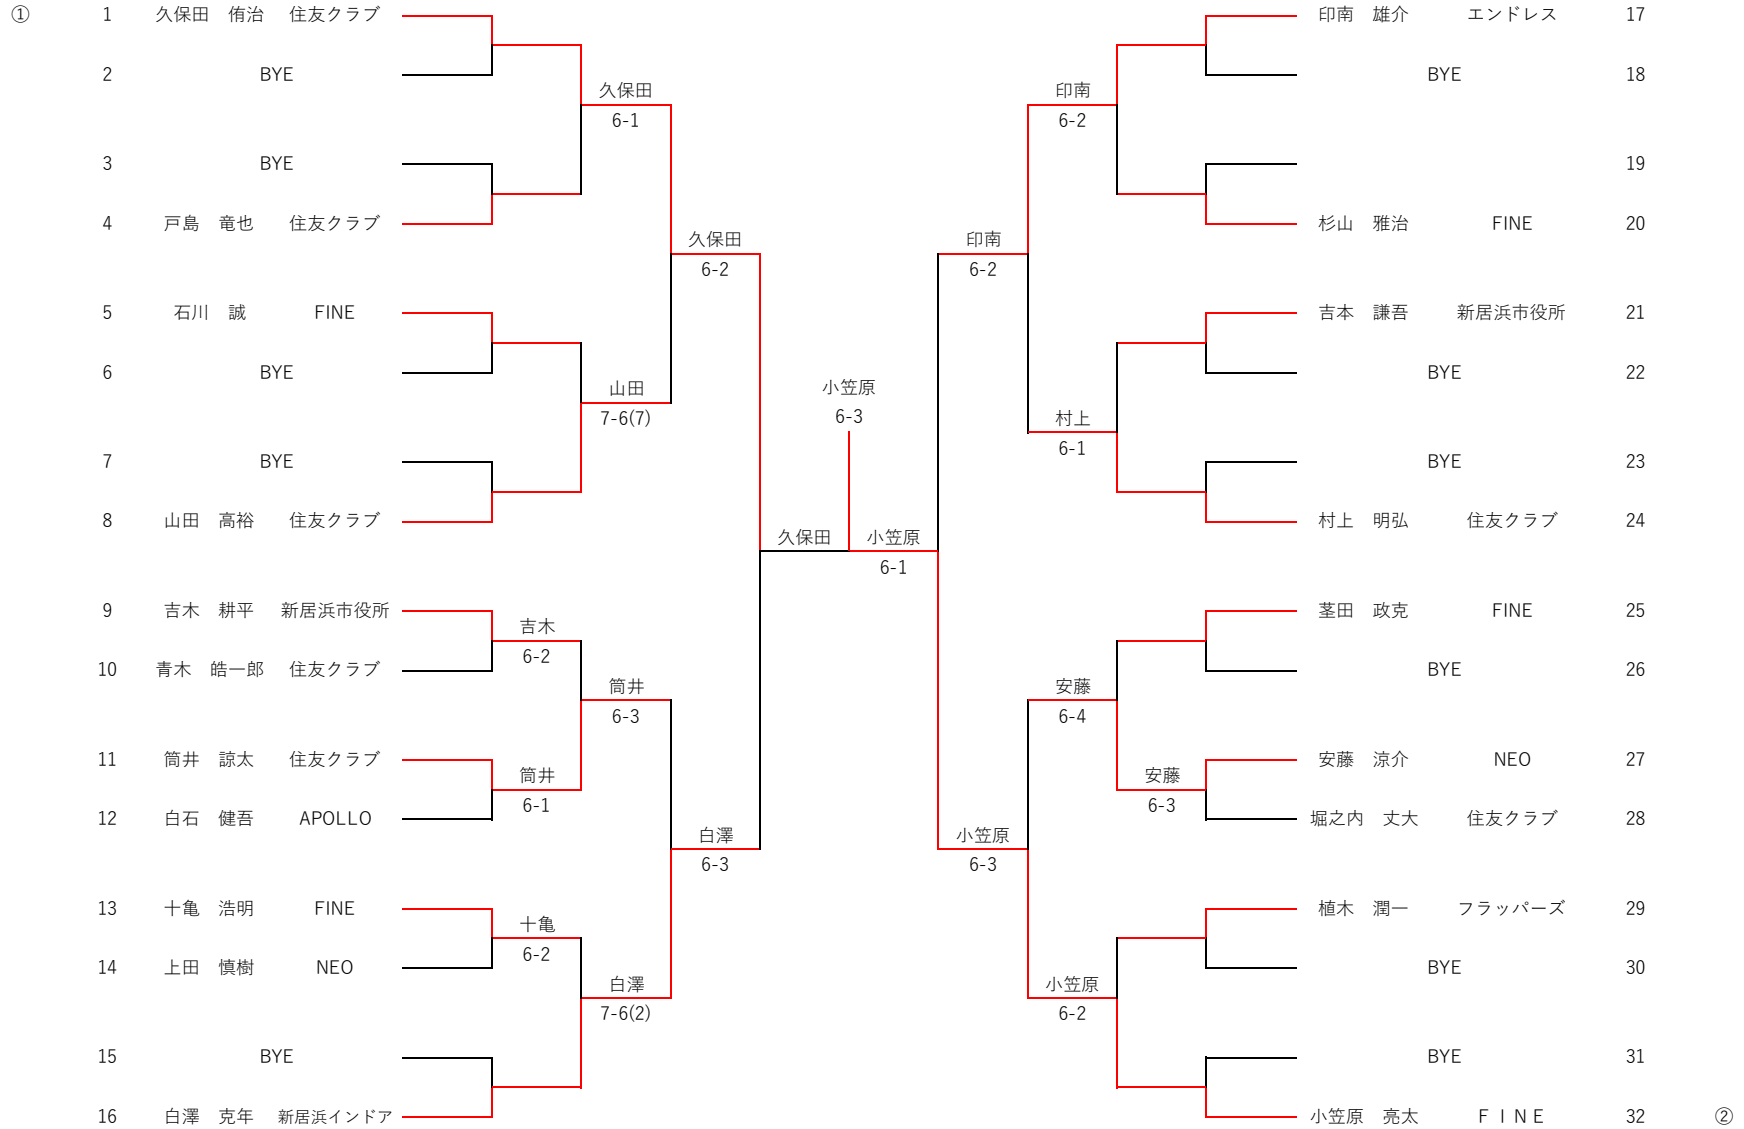 ① 1 久保田　侑治 住友クラブ 印南　雄介 エンドレス 17
2 BYE BYE 18
久保田 印南
6-1 6-2
3 BYE 19
4 戸島　竜也 住友クラブ 杉山　雅治 FINE 20
久保田 印南
6-2 6-2
5 石川　誠 FINE 吉本　謙吾 新居浜市役所 21
6 BYE BYE 22
山田 小笠原
7-6(7) 6-3 村上
6-1
7 BYE BYE 23
8 山田　高裕 住友クラブ 村上　明弘 住友クラブ 24
久保田 小笠原
6-1
9 吉木　耕平 新居浜市役所 茎田　政克 FINE 25
吉木
6-2
10 青木　皓一郎 住友クラブ BYE 26
筒井 安藤
6-3 6-4
11 筒井　諒太 住友クラブ 安藤　涼介 NEO 27
筒井 安藤
6-1 6-3
12 白石　健吾 APOLLO 堀之内　丈大 住友クラブ 28
白澤 小笠原
6-3 6-3
13 十亀　浩明 FINE 植木　潤一 フラッパーズ 29
十亀
6-2
14 上田　慎樹 NEO BYE 30
白澤 小笠原
7-6(2) 6-2
15 BYE BYE 31
16 白澤　克年 新居浜インドア 小笠原　亮太 ＦＩＮＥ 32 ②